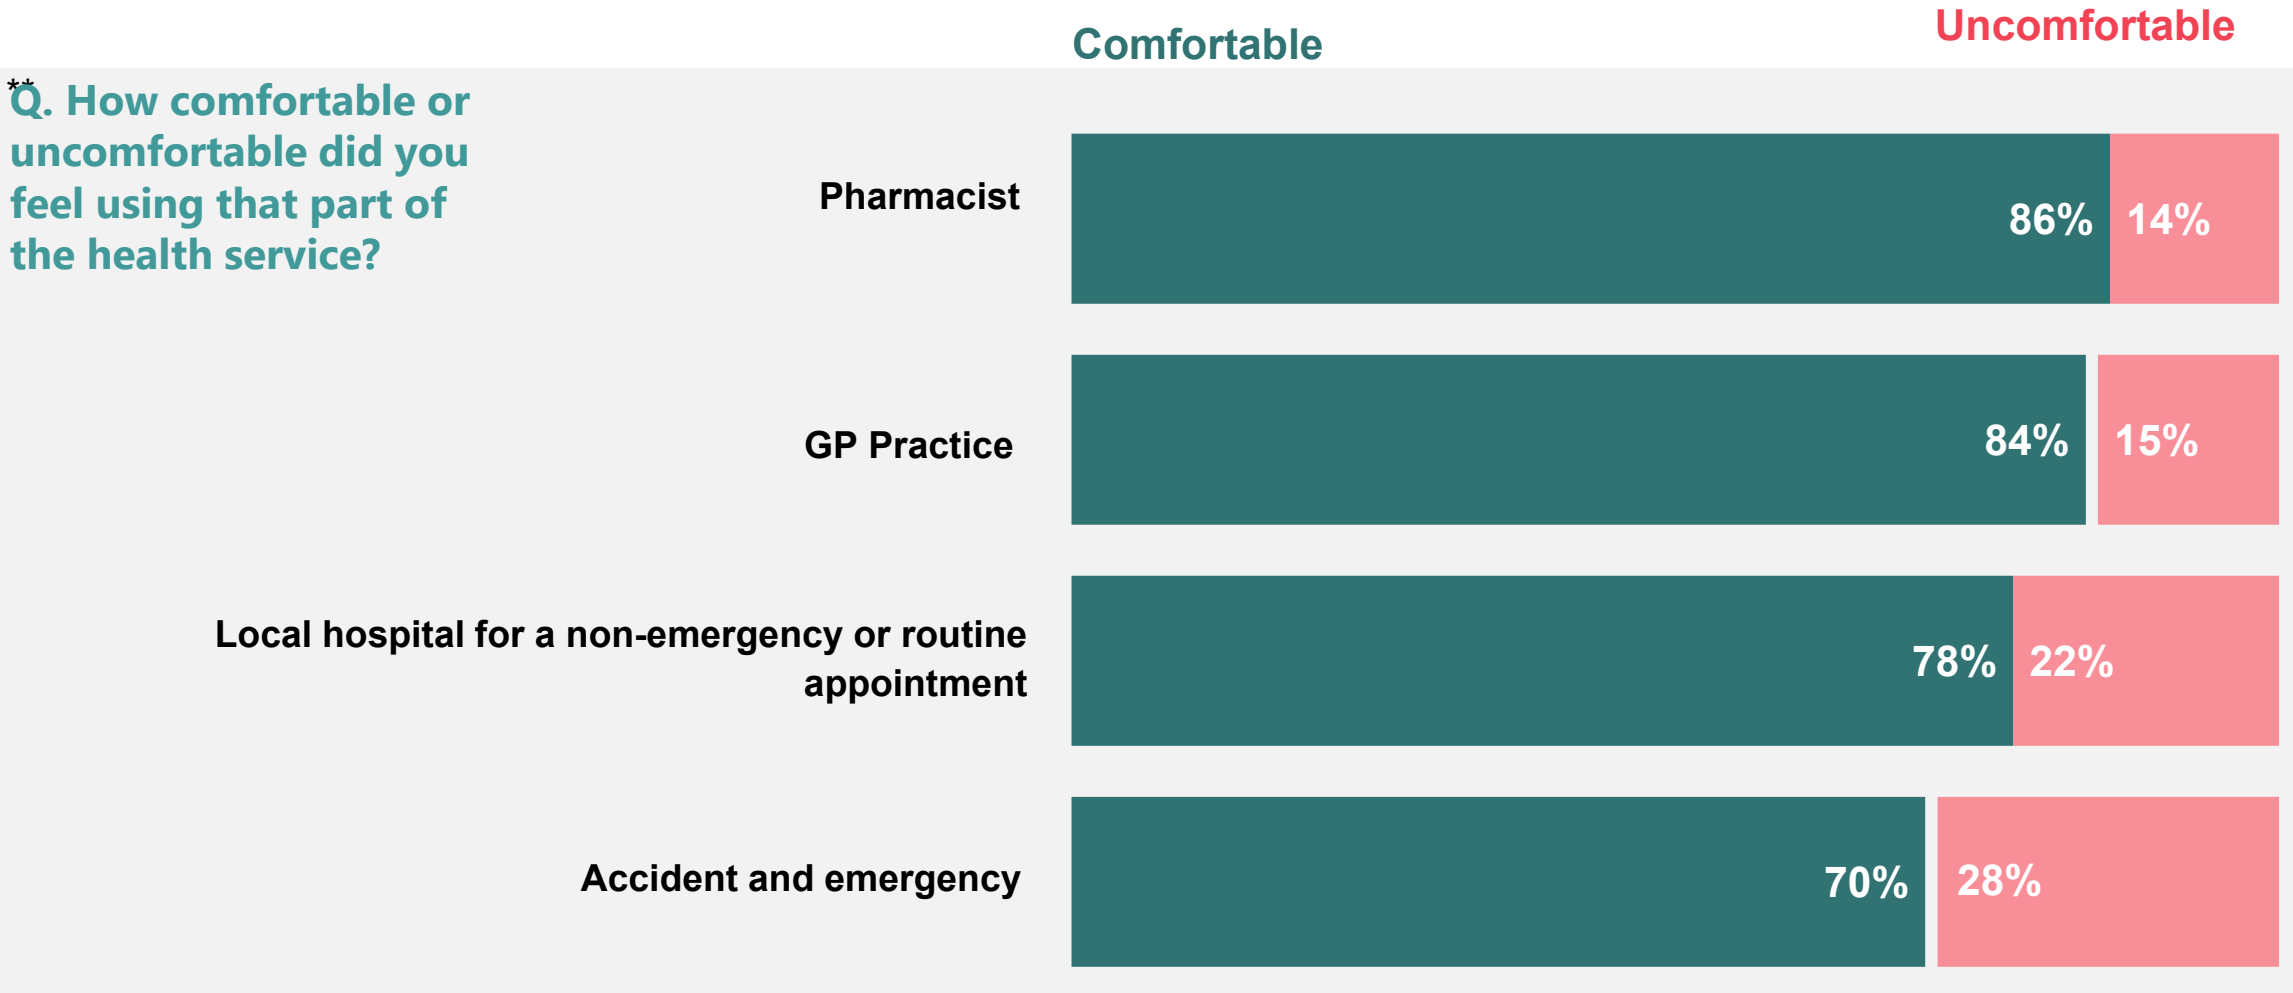 Comfortable
Uncomfortable
**
Q. How comfortable or
uncomfortable did you
feel using that part of
the health service?
Pharmacist
86% 14%
GP Practice
84% 15%
Local hospital for a non-emergency or routine
appointment
78% 22%
Accident and emergency
70% 28%